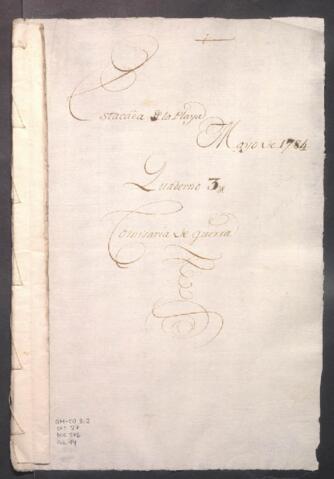 Estacada de la Playa
Mayo de 1784
Quaderno 3
Comisaria de guerra